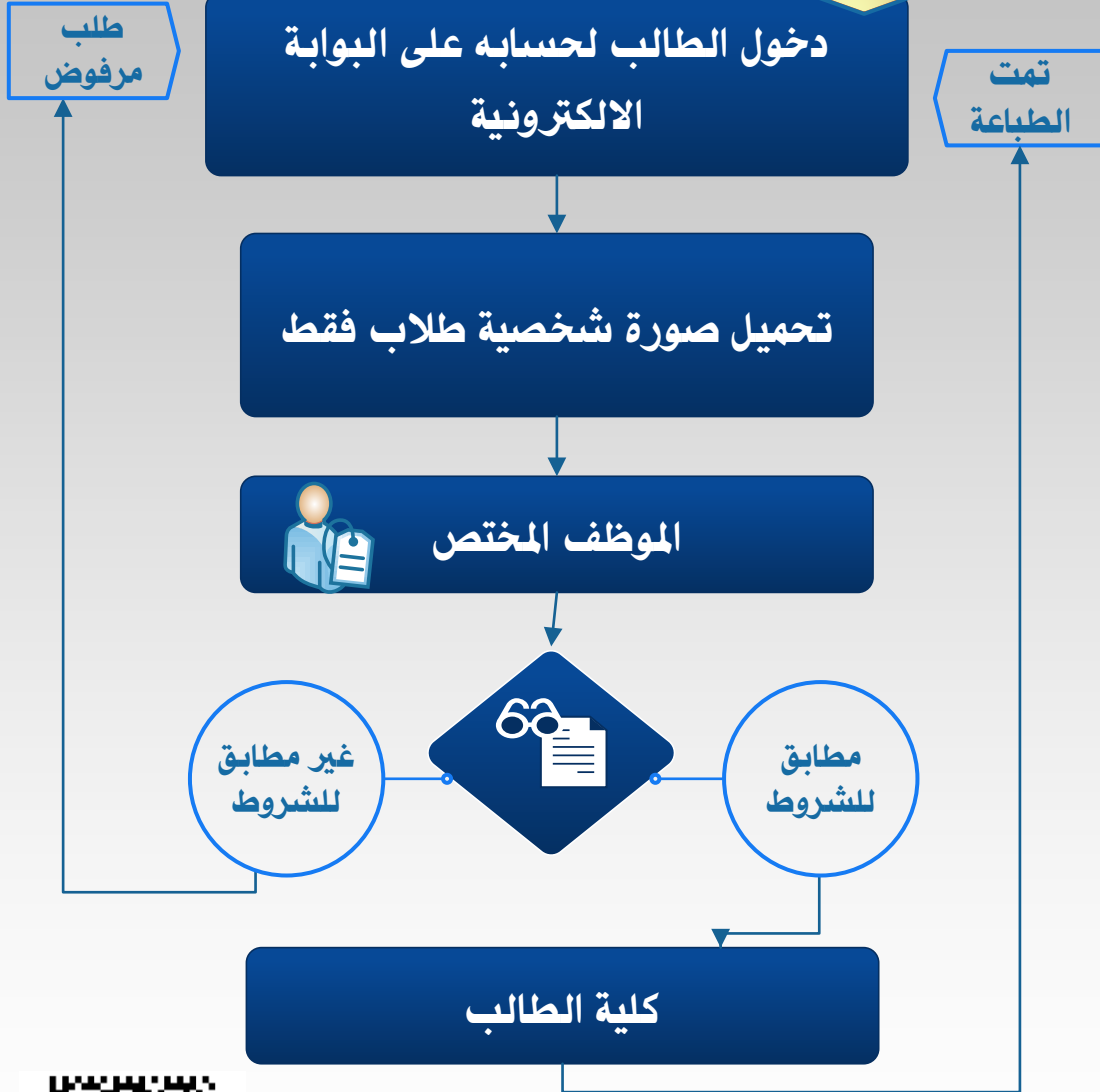 دخول الطالب لحسابه على البوابة
الالكترونية
طلب
مرفوض
تمت
الطباعة
تحميل صورة شخصية طلاب فقط
الموظف المختص
مطابق
للشروط
غير مطابق
للشروط
كلية الطالب